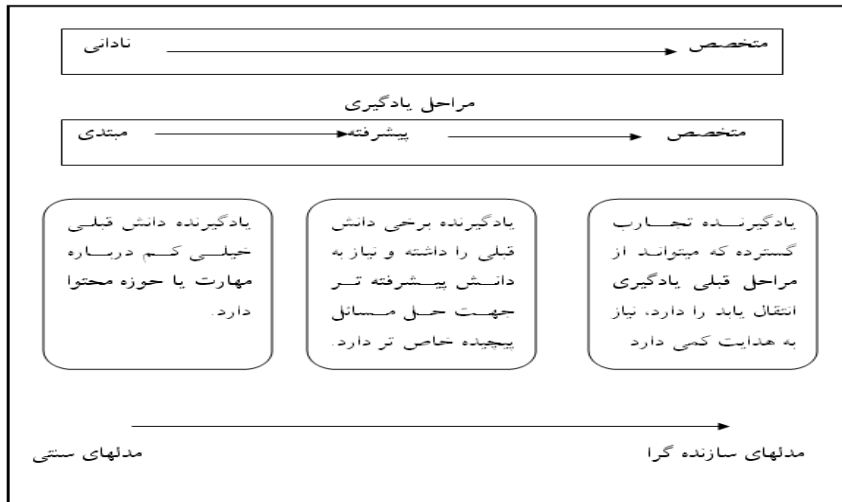 نادانی متخصص
مراحل یادگیری
مبتدی پیشرفته متخصص
یادگیرنده دانش قبلی
خیلی کم درباره
مهارت یا حوزه محتوا
دارد.
یادگیرنده برخی دانش
قبلی را داشته و نیاز به
دانش پیشرفته تر
جهت حل مسائل
پیچیده خاص تر دارد.
یادگیرنده تجارب
گسترده که میتواند از
مراحل قبلی یادگیری
انتقال یابد را دارد، نیاز
به هدایت کمی دارد
مدلهای سنتی مدلهای سازنده گرا